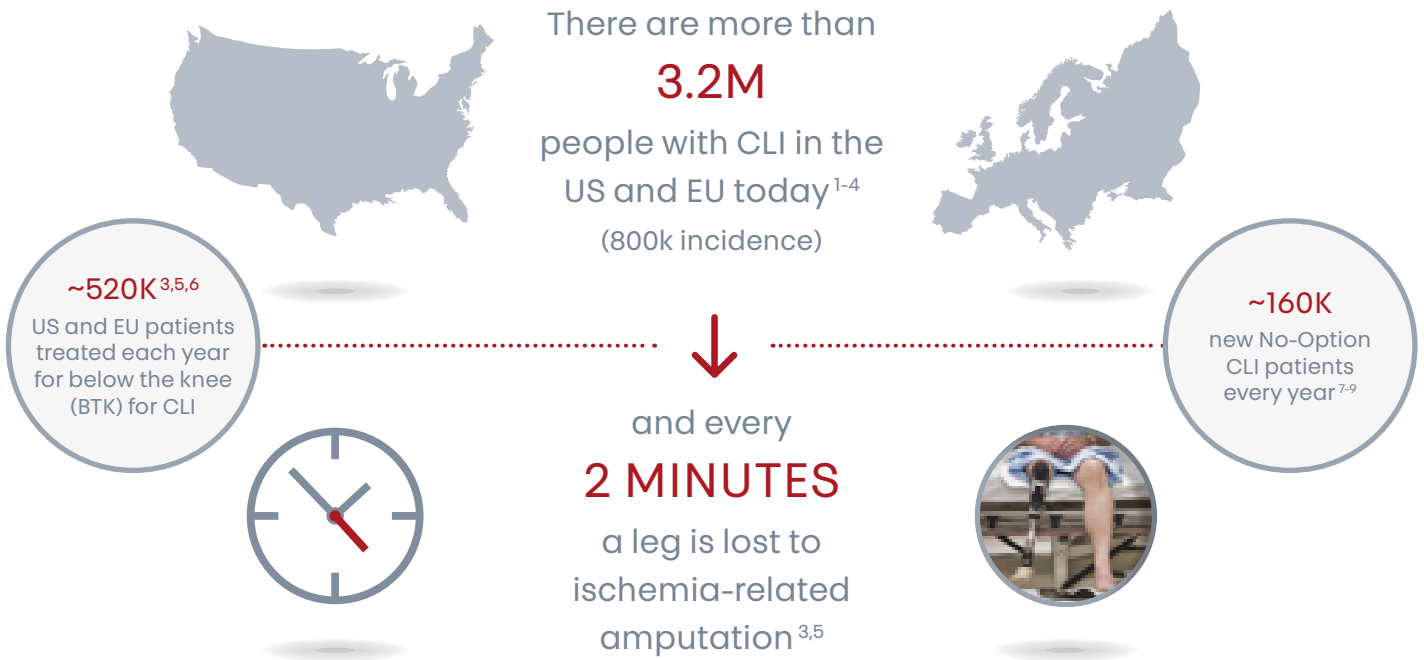 There are more than
3.2M
people with CLI in the
US and EU today 1-4
(800k incidence)
~520K 3,5,6
US and EU patients
treated each year
for below the knee
(BTK) for CLI
~160K
new No-Option
CLI patients
every year 7-9
and every
2 MINUTES
a leg is lost to
ischemia-related
amputation 3,5